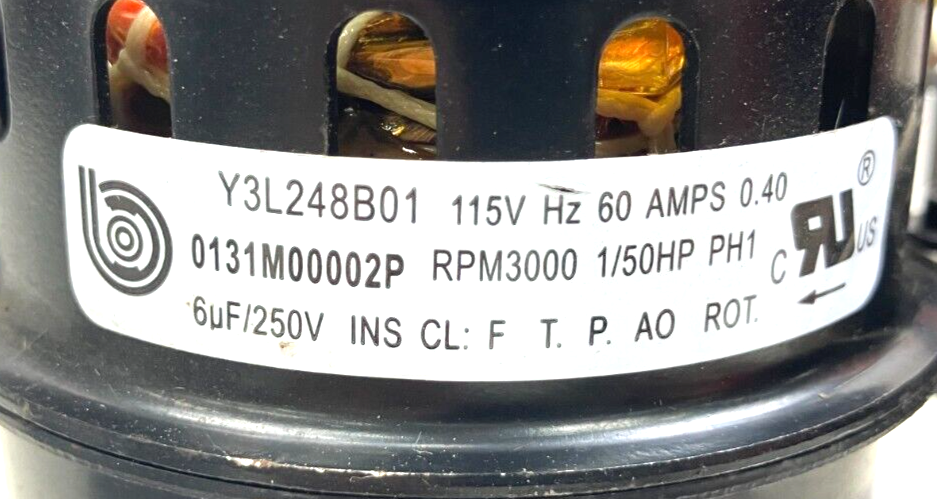 Y3L248B01 115V Hz 60 AMPS 0.40
0131M00002P RPM3000 1/50HP PH1
6µF/250V INS CL: F T. P. AO ROT.
C RU US ®